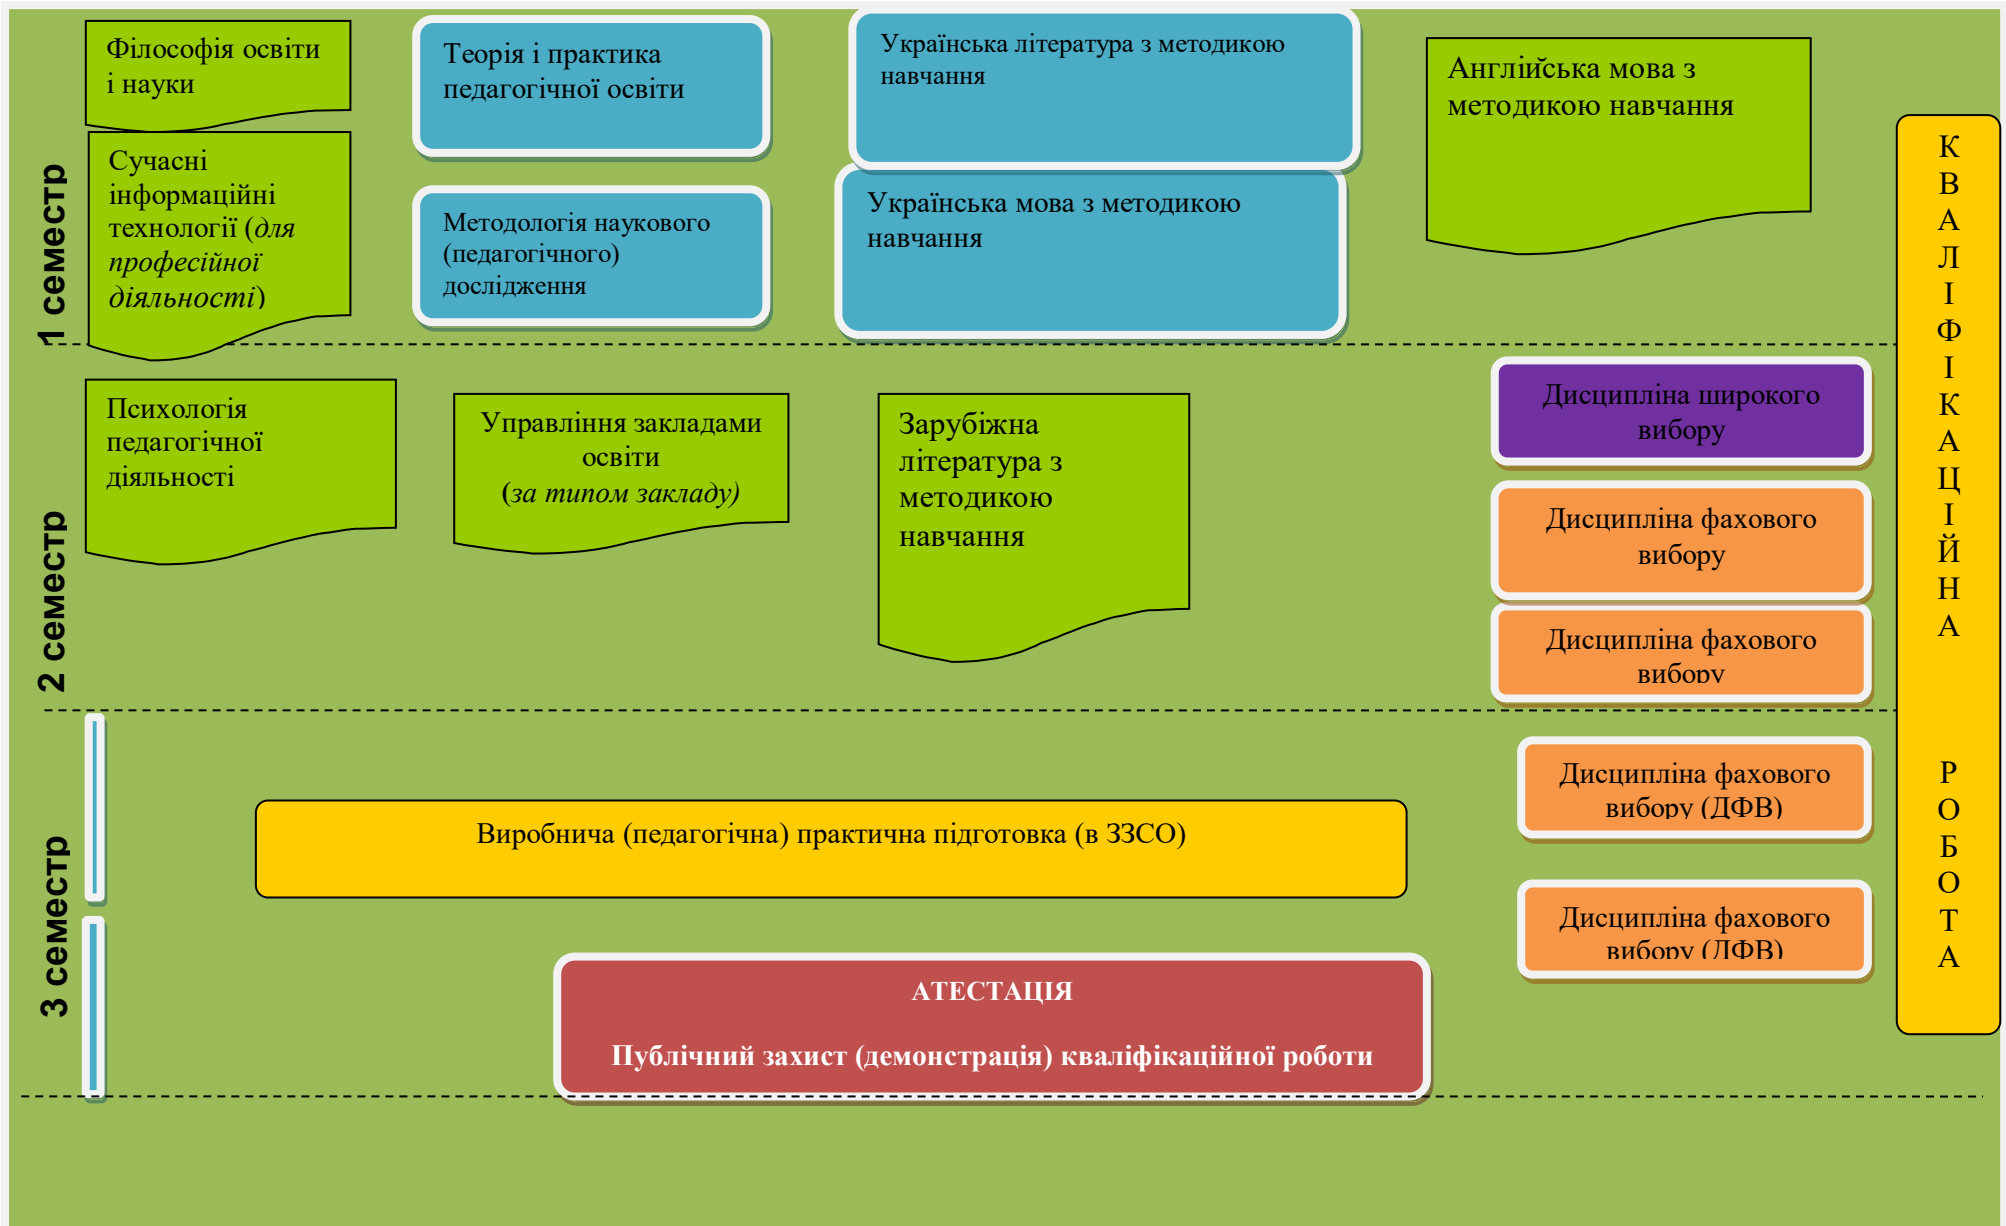 1 семестр
Філософія освіти
і науки
Сучасні
інформаційні
технології (для
професійної
діяльності)
Теорія і практика
педагогічної освіти
Методологія наукового
(педагогічного)
дослідження
Українська література з методикою
навчання
Українська мова з методикою
навчання
Англійська мова з
методикою навчання
2 семестр
Психологія
педагогічної
діяльності
Управління закладами
освіти
(за типом закладу)
Зарубіжна
література з
методикою
навчання
Дисципліна широкого
вибору
Дисципліна фахового
вибору
Дисципліна фахового
вибору
3 семестр
Виробнича (педагогічна) практична підготовка (в ЗЗСО)
Дисципліна фахового
вибору (ДФВ)
Дисципліна фахового
вибору (ДФВ)
АТЕСТАЦІЯ
Публічний захист (демонстрація) кваліфікаційної роботи
К
В
А
Л
І
Ф
І
К
А
Ц
І
Й
Н
А
Р
О
Б
О
Т
А